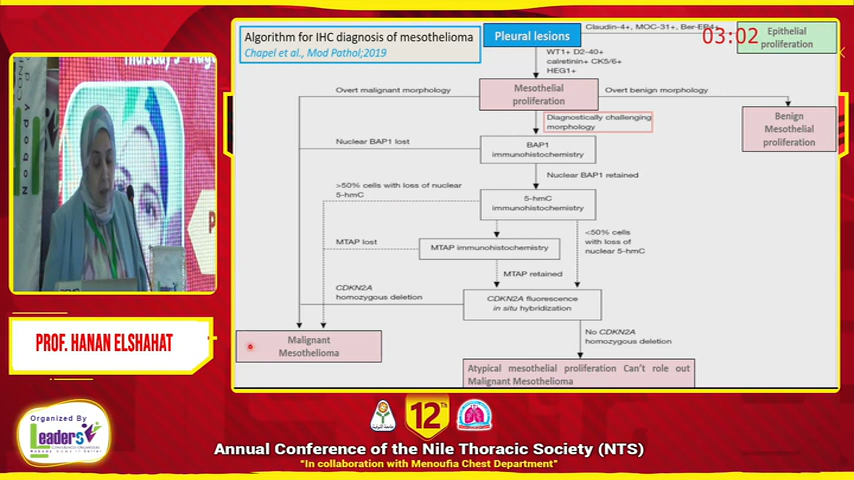 Algorithm for IHC diagnosis of mesothelioma
Chapel et al., Mod Pathol;2019
Pleural lesions
Claudin-4+, MOC-31+, Ber-EP4+
03:02
Epithelial
proliferation
WT1+ D2-40+
calretinin+ CK5/6+
HEG1+
Overt malignant morphology
Mesothelial
proliferation
Overt benign morphology
Benign
Mesothelial
proliferation
Diagnostically challenging
morphology
Nuclear BAP1 lost
BAP1
immunohistochemistry
Nuclear BAP1 retained
>50% cells with loss of nuclear
5-hmC
5-hmC
immunohistochemistry
<50% cells
with loss of
nuclear 5-hmC
MTAP lost
MTAP immunohistochemistry
MTAP retained
CDKN2A
homozygous deletion
CDKN2A fluorescence
in situ hybridization
No CDKN2A
homozygous deletion
Malignant
Mesothelioma
Atypical mesothelial proliferation Can't role out
Malignant Mesothelioma
Nobody
PROF. HANAN ELSHAHAT
Organized By
Leaders
12Th
Annual Conference of the Nile Thoracic Society (NTS)
"In collaboration with Menoufia Chest Department"